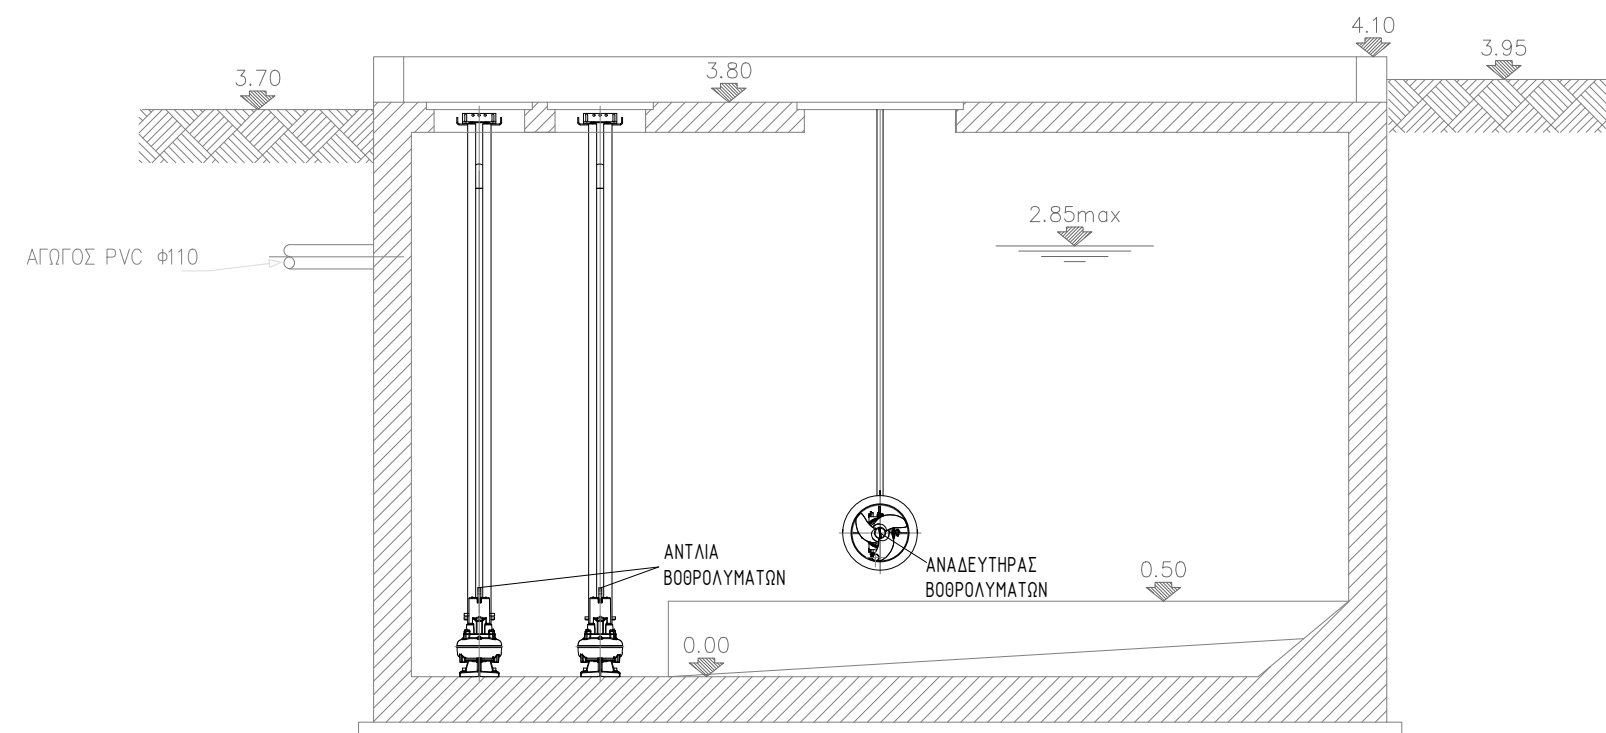 4.10
3.95
3.70
3.80
2.85max
ΑΓΩΓΟΣ PVC Φ110
ΑΝΤΛΙΑ
ΒΟΘΡΟΛΥΜΑΤΩΝ
ΑΝΑΔΕΥΤΗΡΑΣ
ΒΟΘΡΟΛΥΜΑΤΩΝ
0.50
0.00